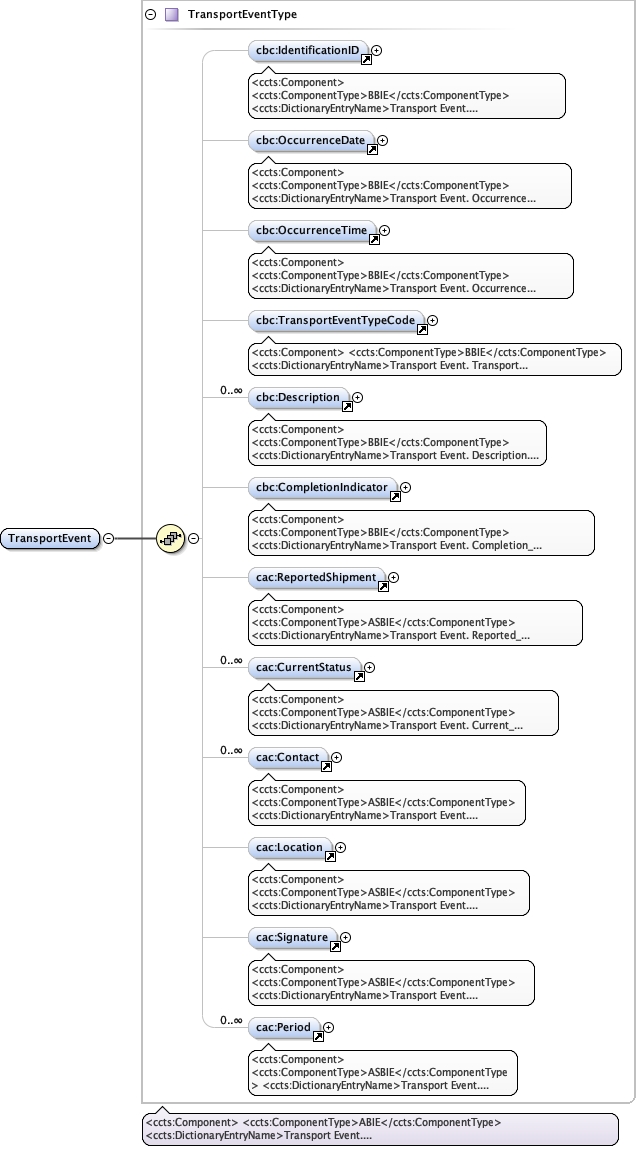 TransportEventType
cbc:IdentificationID
<ccts:Component>
<ccts:ComponentType>BBIE</ccts:ComponentType>
<ccts:DictionaryEntryName>Transport Event....
cbc:OccurrenceDate
<ccts:Component>
<ccts:ComponentType>BBIE</ccts:ComponentType>
<ccts:DictionaryEntryName>Transport Event. Occurrence...
cbc:OccurrenceTime
<ccts:Component>
<ccts:ComponentType>BBIE</ccts:ComponentType>
<ccts:DictionaryEntryName>Transport Event. Occurrence...
cbc:TransportEventTypeCode
<ccts:Component> <ccts:ComponentType>BBIE</ccts:ComponentType>
<ccts:DictionaryEntryName>Transport Event. Transport...
0..∞
cbc:Description
<ccts:Component>
<ccts:ComponentType>BBIE</ccts:ComponentType>
<ccts:DictionaryEntryName>Transport Event. Description....
cbc:CompletionIndicator
<ccts:Component>
<ccts:ComponentType>BBIE</ccts:ComponentType>
<ccts:DictionaryEntryName>Transport Event. Completion_...
TransportEvent
cac:ReportedShipment
<ccts:Component>
<ccts:ComponentType>ASBIE</ccts:ComponentType>
<ccts:DictionaryEntryName>Transport Event. Reported_...
0..∞
cac:CurrentStatus
<ccts:Component>
<ccts:ComponentType>ASBIE</ccts:ComponentType>
<ccts:DictionaryEntryName>Transport Event. Current_...
0..∞
cac:Contact
<ccts:Component>
<ccts:ComponentType>ASBIE</ccts:ComponentType>
<ccts:DictionaryEntryName>Transport Event....
cac:Location
<ccts:Component>
<ccts:ComponentType>ASBIE</ccts:ComponentType>
<ccts:DictionaryEntryName>Transport Event....
cac:Signature
<ccts:Component>
<ccts:ComponentType>ASBIE</ccts:ComponentType>
<ccts:DictionaryEntryName>Transport Event....
0..∞
cac:Period
<ccts:Component>
<ccts:ComponentType>ASBIE</ccts:ComponentType
> <ccts:DictionaryEntryName>Transport Event....
<ccts:Component> <ccts:ComponentType>ABIE</ccts:ComponentType>
<ccts:DictionaryEntryName>Transport Event....